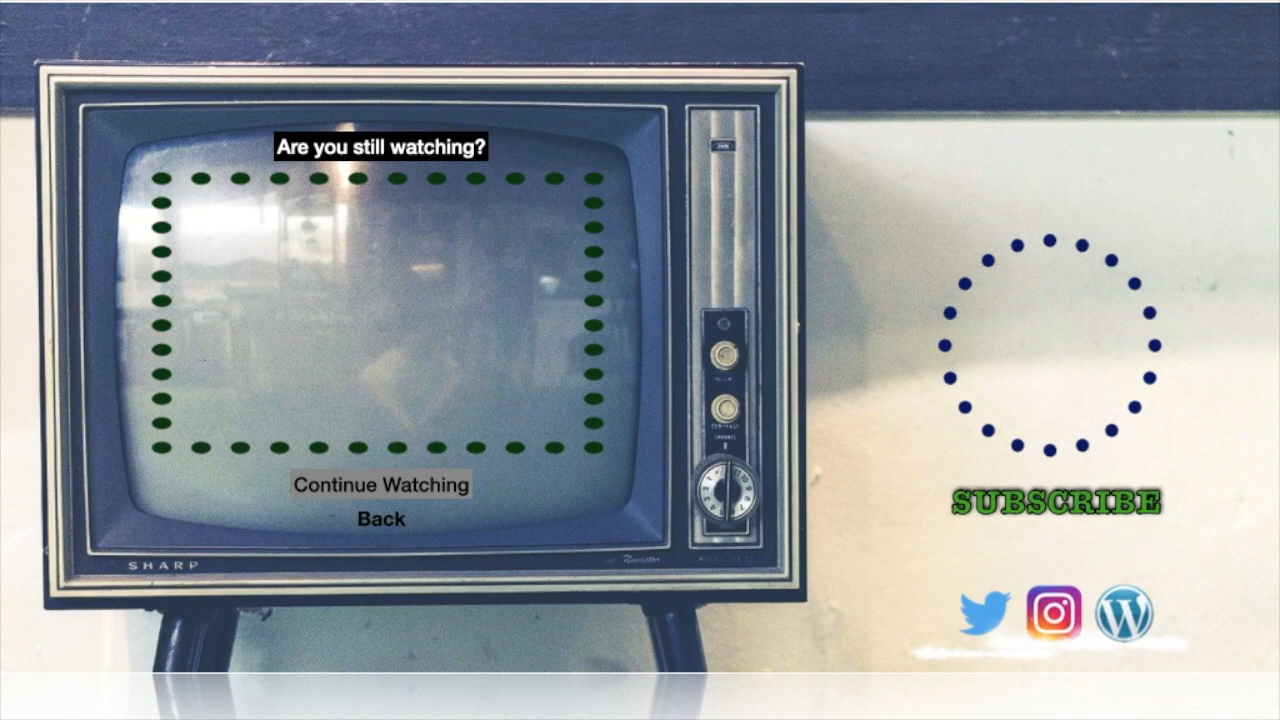 Are you still watching?
Continue Watching
Back
SHARP
SUBSCRIBE